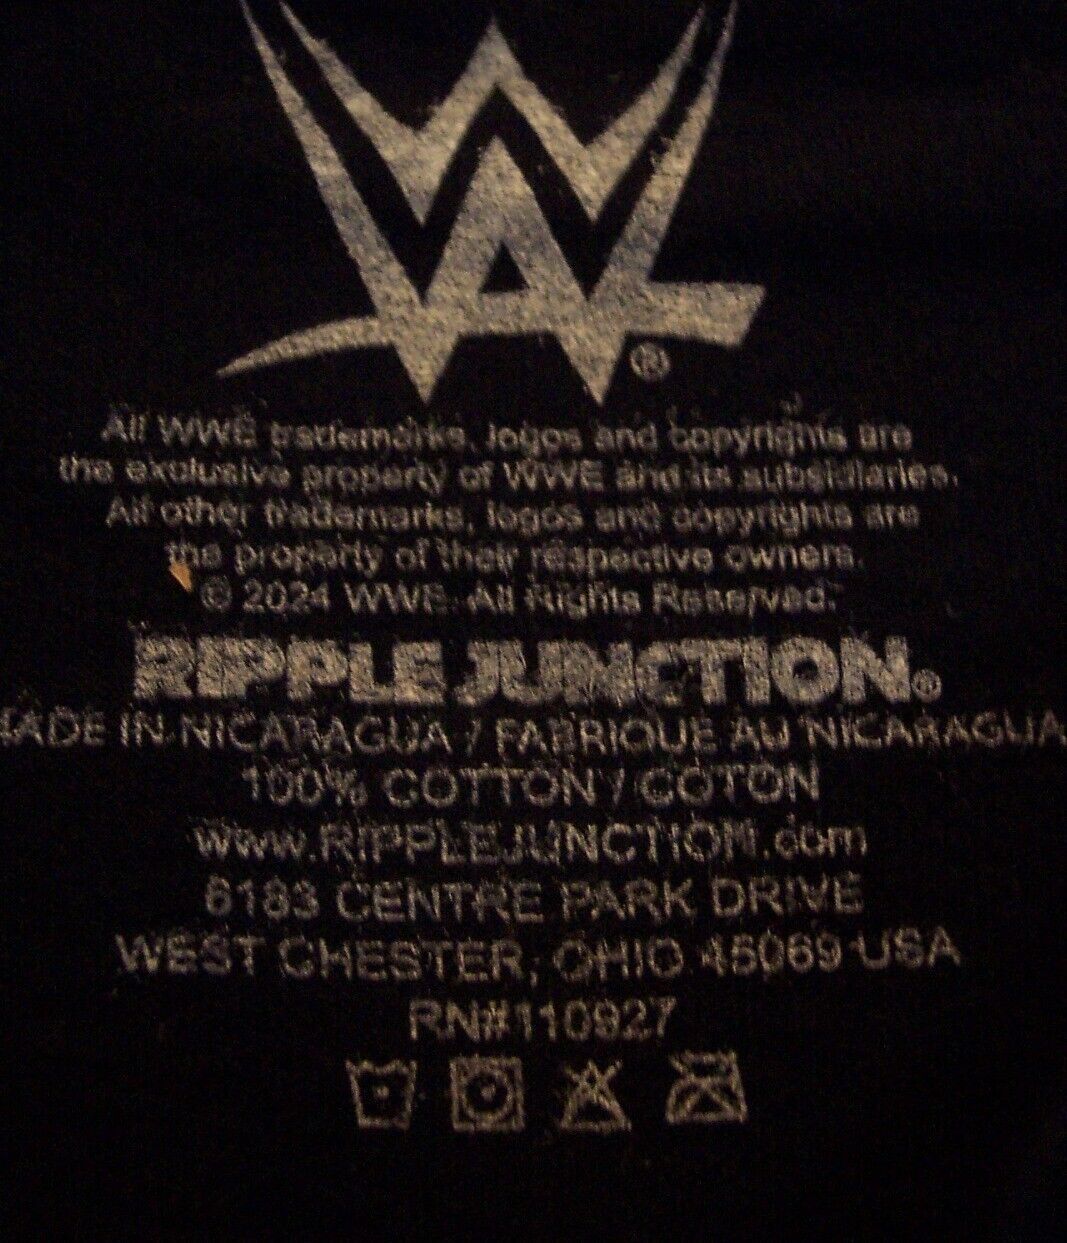 W
®
All WWE trademarks, logos and copyrights are
the exclusive property of WWE and its subsidiaries.
All other trademarks, logos and copyrights are
the property of their respective owners.
© 2024 WWE. All Rights Reserved.
RIPPLE JUNCTION®
MADE IN NICARAGUA / FABRIQUE AU NICARAGUA
100% COTTON / COTON
www.RIPPLEJUNCTION.com
6183 CENTRE PARK DRIVE
WEST CHESTER, OHIO 45069 USA
RN#110927